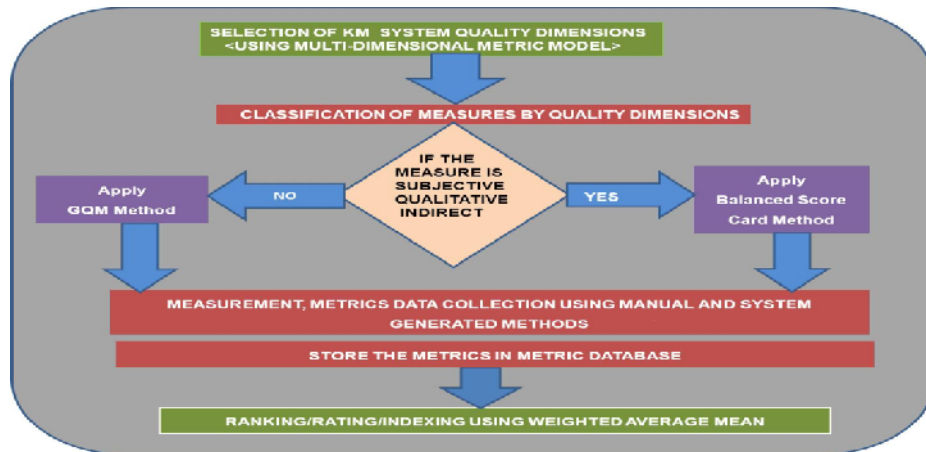 SELECTION OF KM SYSTEM QUALITY DIMENSIONS
<USING MULTI-DIMENSIONAL METRIC MODEL>
CLASSIFICATION OF MEASURES BY QUALITY DIMENSIONS
IF THE
MEASURE IS
SUBJECTIVE
QUALITATIVE
INDIRECT
NO
YES
Apply
GQM Method
Apply
Balanced Score
Card Method
MEASUREMENT, METRICS DATA COLLECTION USING MANUAL AND SYSTEM
GENERATED METHODS
STORE THE METRICS IN METRIC DATABASE
RANKING/RATING/INDEXING USING WEIGHTED AVERAGE MEAN